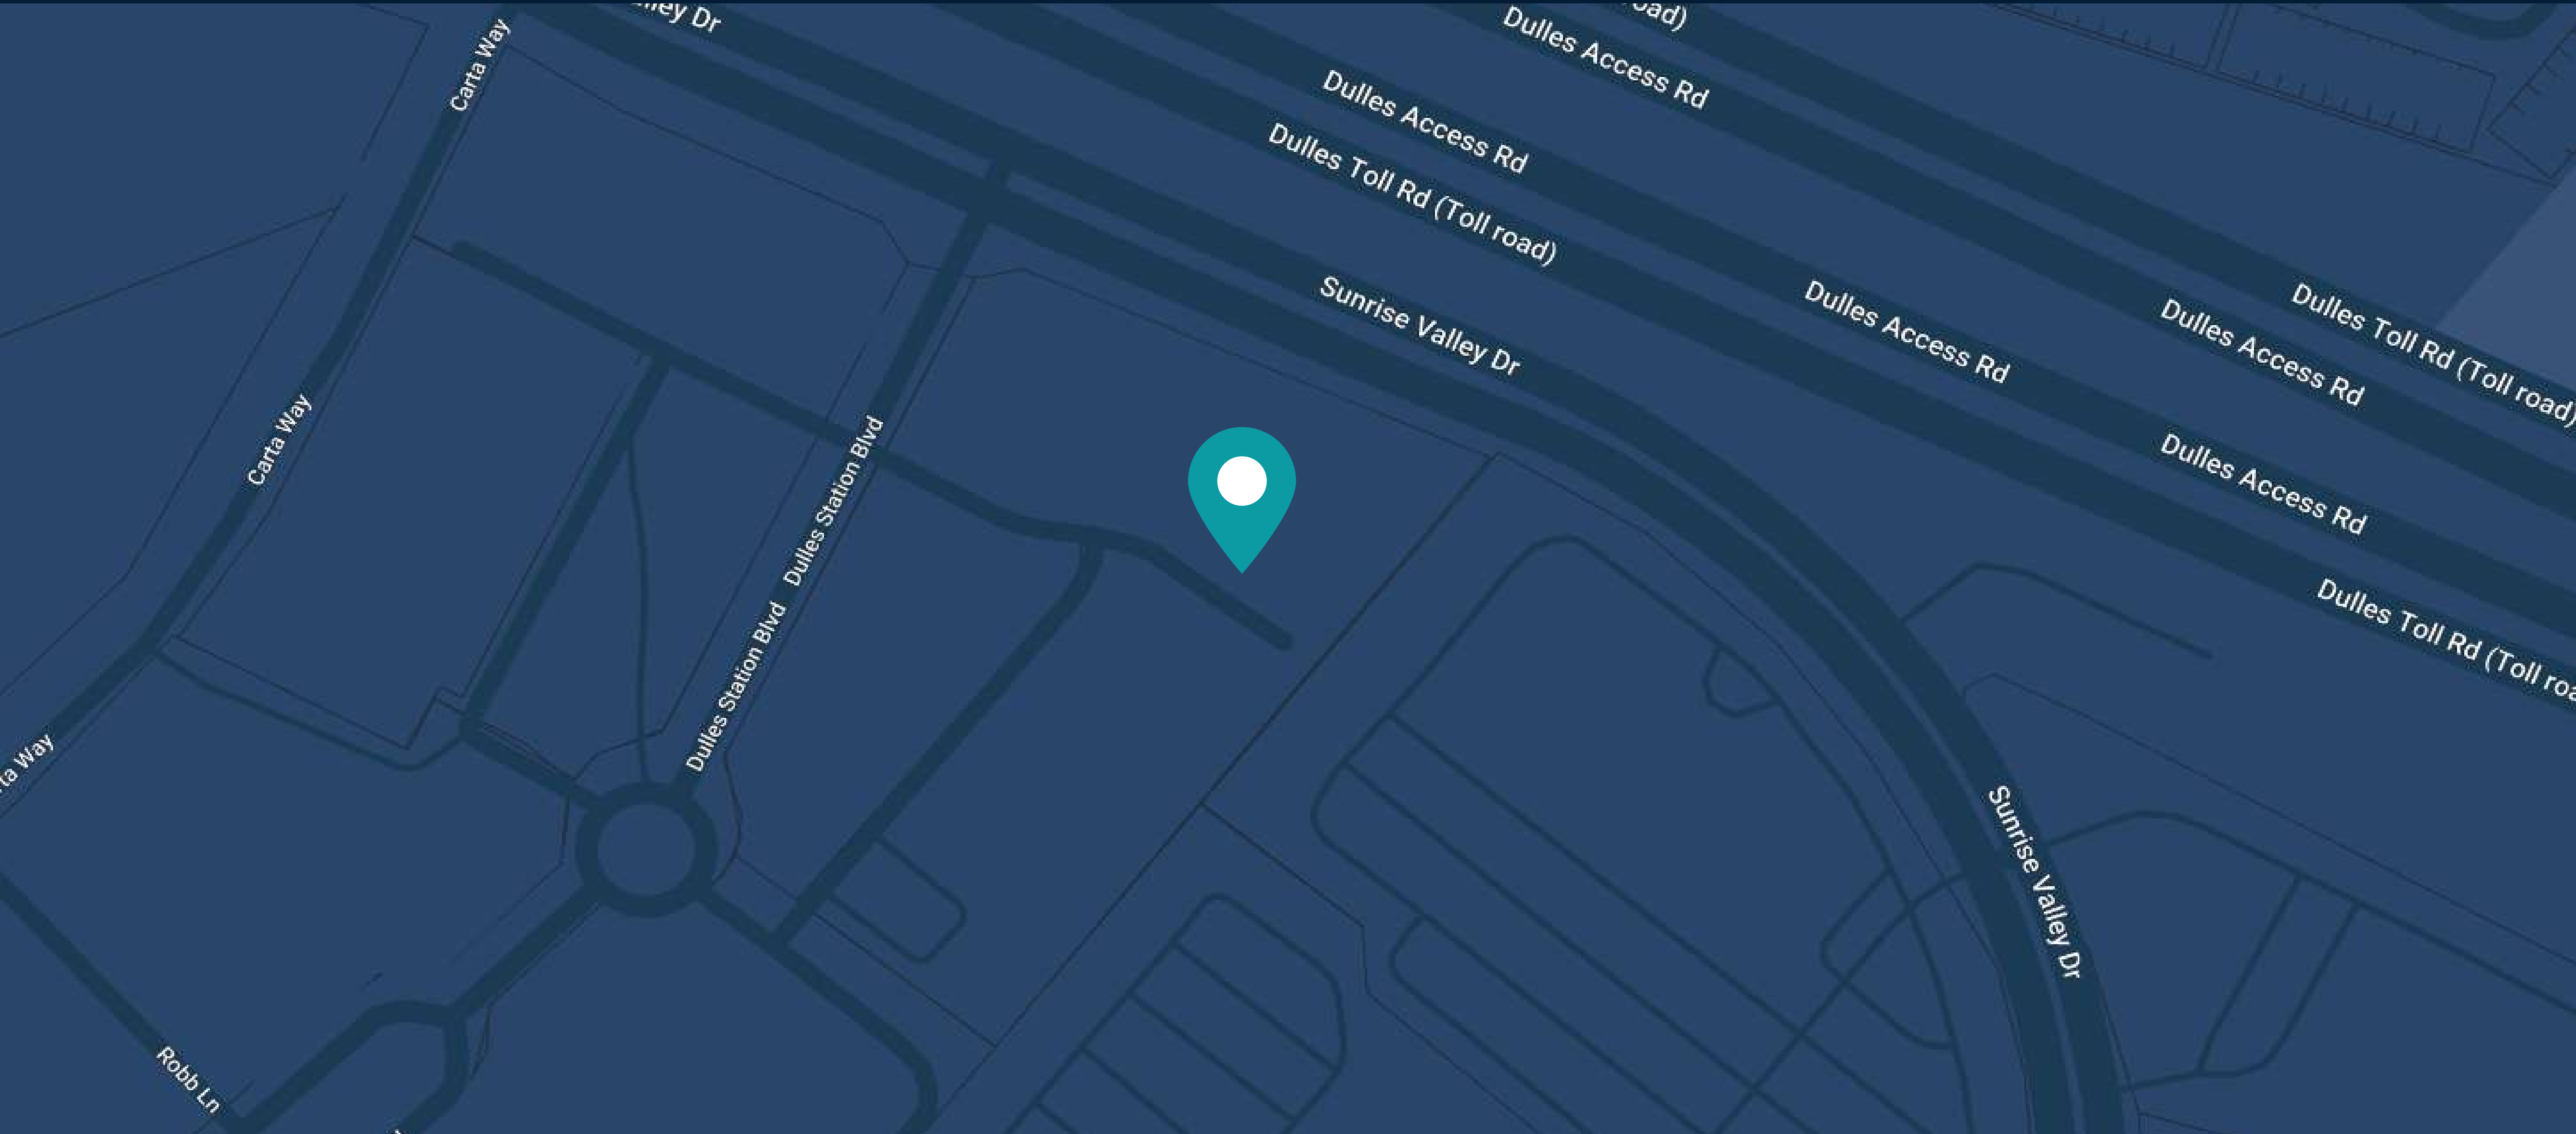 Carta Way
Dulles Access Rd
Dulles Access Rd
Dulles Toll Rd (Toll road)
Sunrise Valley Dr
Dulles Access Rd
Dulles Access Rd
Dulles Toll Rd (Toll road)
Carta Way
Dulles Station Blvd
Dulles Access Rd
Dulles Station Blvd
Dulles Toll Rd (Toll
Way
Sunrise Valley Dr
Robb Ln